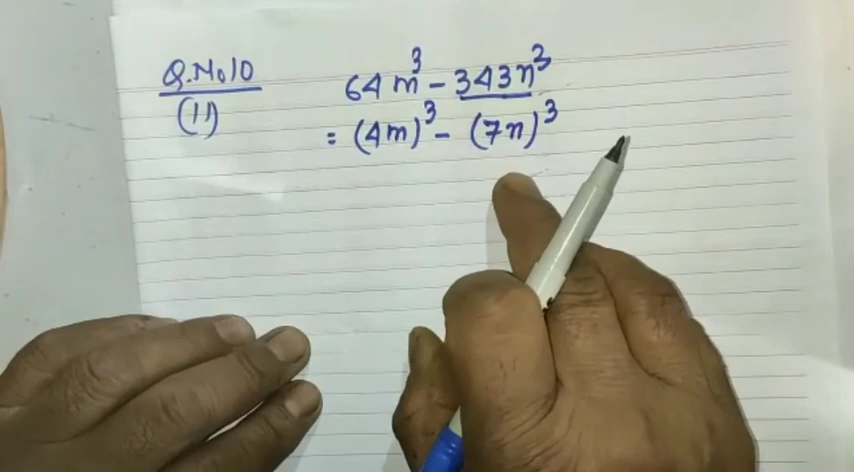 Q.No10
(11)
64m³ - 343n³
= (4m)³ - (7n)³